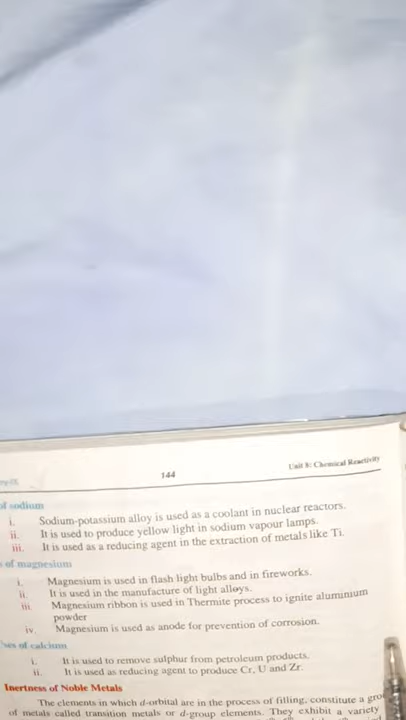 144
Unit 8: Chemical Reactivity
of sodium
i. Sodium-potassium alloy is used as a coolant in nuclear reactors.
ii. It is used to produce yellow light in sodium vapour lamps.
iii. It is used as a reducing agent in the extraction of metals like Ti.
of magnesium
i. Magnesium is used in flash light bulbs and in fireworks.
ii. It is used in the manufacture of light alloys.
iii. Magnesium ribbon is used in Thermite process to ignite aluminium
powder
iv. Magnesium is used as anode for prevention of corrosion.
Uses of calcium
i. It is used to remove sulphur from petroleum products.
ii. It is used as reducing agent to produce Cr, U and Zr.
Inertness of Noble Metals
The elements in which d-orbital are in the process of filling, constitute a gro
of metals called transition metals or d-group elements. They exhibit a variety